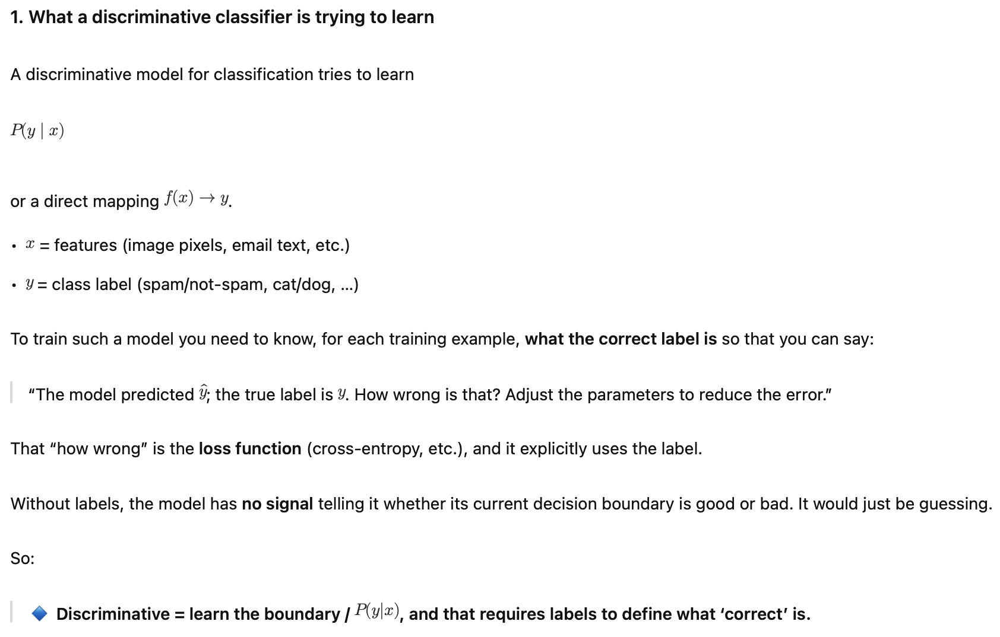 1. What a discriminative classifier is trying to learn
A discriminative model for classification tries to learn
P(y | x)
or a direct mapping f(x) → y.
• x = features (image pixels, email text, etc.)
• y = class label (spam/not-spam, cat/dog, ...)
To train such a model you need to know, for each training example, what the correct label is so that you can say:
“The model predicted ŷ; the true label is y. How wrong is that? Adjust the parameters to reduce the error.”
That “how wrong” is the loss function (cross-entropy, etc.), and it explicitly uses the label.
Without labels, the model has no signal telling it whether its current decision boundary is good or bad. It would just be guessing.
So:
🔷 Discriminative = learn the boundary / P(y|x), and that requires labels to define what ‘correct’ is.